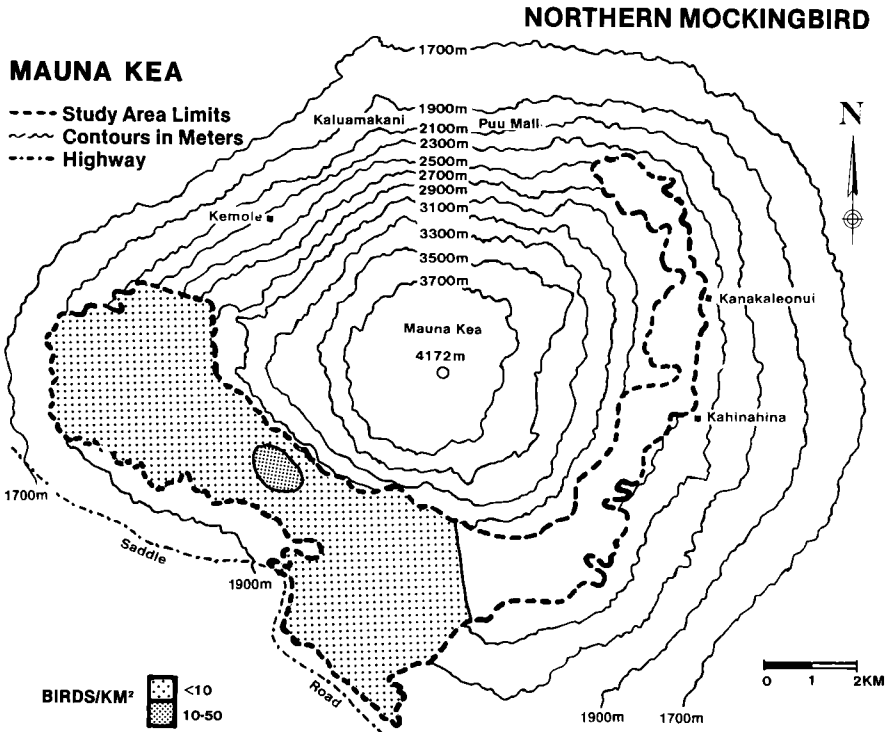 NORTHERN MOCKINGBIRD
MAUNA KEA
Study Area Limits
Contours in Meters
Highway
1700m
1900m
2100m
2300m
2500m
2700m
2900m
3100m
3300m
3500m
3700m
Kaluamakani
Puu Mali
N
Kemole
Kanakaleonui
Mauna Kea
4172m
Kahinahina
1700m
Saddle
1900m
Road
BIRDS/KM²
<10
10-50
0 1 2KM
1900m
1700m